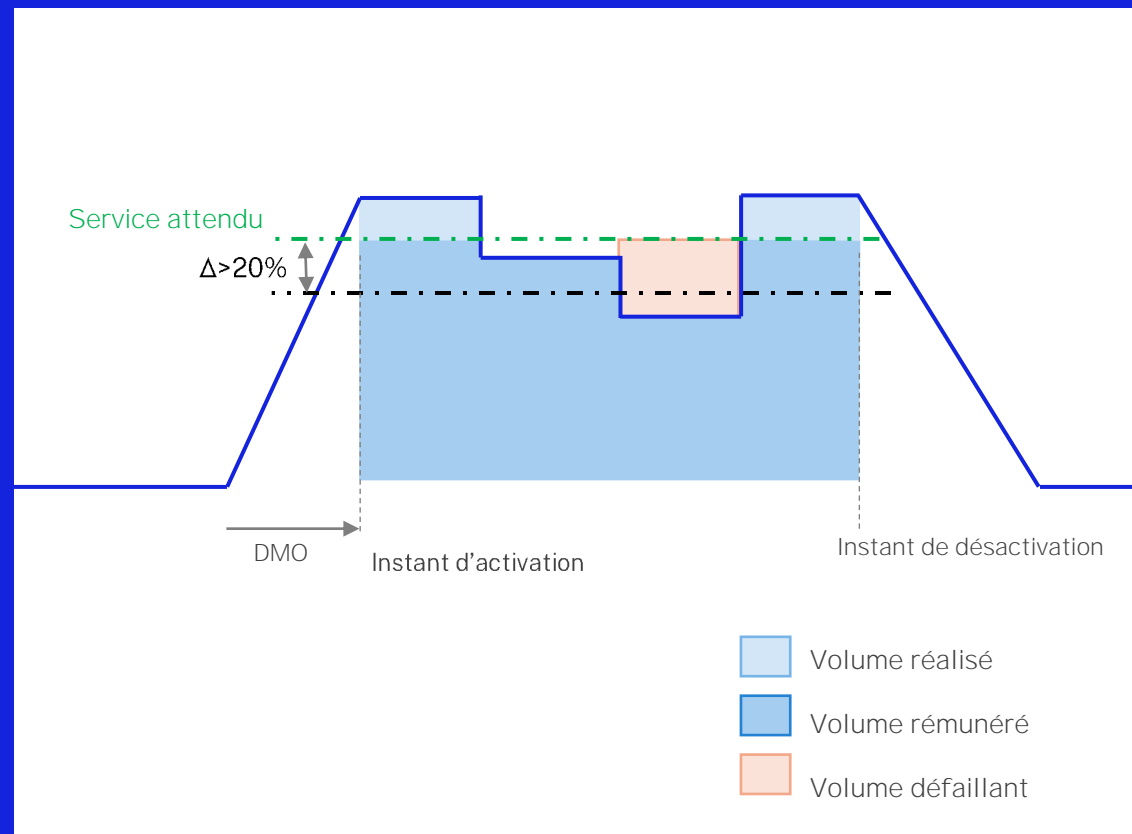 Service attendu
Δ>20%
DMO
Instant d’activation
Instant de désactivation
Volume réalisé
Volume rémunéré
Volume défaillant